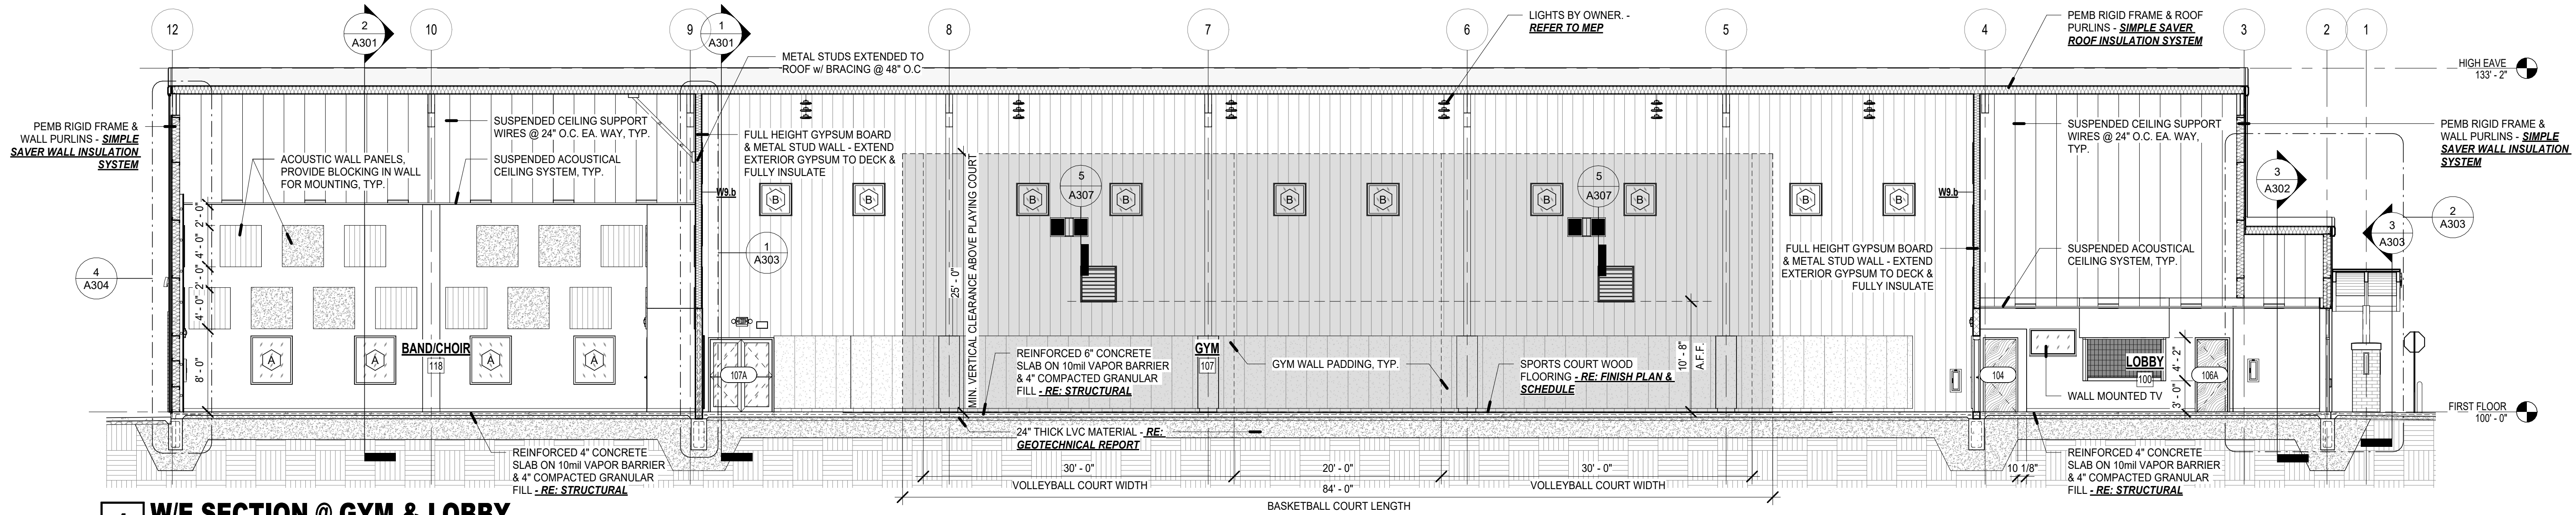 12
2
A301
10
9
1
A301
8
7
6
5
4
3
2
1
METAL STUDS EXTENDED TO
ROOF w/ BRACING @ 48" O.C
LIGHTS BY OWNER. -
REFER TO MEP
PEMB RIGID FRAME & ROOF
PURLINS - SIMPLE SAVER
ROOF INSULATION SYSTEM
HIGH EAVE
133' - 2"
PEMB RIGID FRAME &
WALL PURLINS - SIMPLE
SAVER WALL INSULATION
SYSTEM
ACOUSTIC WALL PANELS,
PROVIDE BLOCKING IN WALL
FOR MOUNTING, TYP.
SUSPENDED CEILING SUPPORT
WIRES @ 24" O.C. EA. WAY, TYP.
SUSPENDED ACOUSTICAL
CEILING SYSTEM, TYP.
FULL HEIGHT GYPSUM BOARD
& METAL STUD WALL - EXTEND
EXTERIOR GYPSUM TO DECK &
FULLY INSULATE
W9.b
B
B
B
B
B
B
B
B
B
B
5
A307
5
A307
W9.b
SUSPENDED CEILING SUPPORT
WIRES @ 24" O.C. EA. WAY,
TYP.
PEMB RIGID FRAME &
WALL PURLINS - SIMPLE
SAVER WALL INSULATION
SYSTEM
3
A302
2
A303
3
A303
4
A304
1
A303
2' - 0"
4' - 0"
2' - 0"
4' - 0"
8' - 0"
25' - 0"
MIN. VERTICAL CLEARANCE ABOVE PLAYING COURT
FULL HEIGHT GYPSUM BOARD
& METAL STUD WALL - EXTEND
EXTERIOR GYPSUM TO DECK &
FULLY INSULATE
SUSPENDED ACOUSTICAL
CEILING SYSTEM, TYP.
A
A
A
A
BAND/CHOIR
118
107A
REINFORCED 6" CONCRETE
SLAB ON 10mil VAPOR BARRIER
& 4" COMPACTED GRANULAR
FILL - RE: STRUCTURAL
GYM
107
GYM WALL PADDING, TYP.
SPORTS COURT WOOD
FLOORING - RE: FINISH PLAN &
SCHEDULE
10' - 8"
A.F.F.
104
LOBBY
100
106A
4' - 2"
3' - 0"
WALL MOUNTED TV
FIRST FLOOR
100' - 0"
24" THICK LVC MATERIAL - RE:
GEOTECHNICAL REPORT
REINFORCED 4" CONCRETE
SLAB ON 10mil VAPOR BARRIER
& 4" COMPACTED GRANULAR
FILL - RE: STRUCTURAL
30' - 0"
VOLLEYBALL COURT WIDTH
20' - 0"
30' - 0"
VOLLEYBALL COURT WIDTH
84' - 0"
BASKETBALL COURT LENGTH
10 1/8"
REINFORCED 4" CONCRETE
SLAB ON 10mil VAPOR BARRIER
& 4" COMPACTED GRANULAR
FILL - RE: STRUCTURAL
W/E SECTION @ GYM & LOBBY